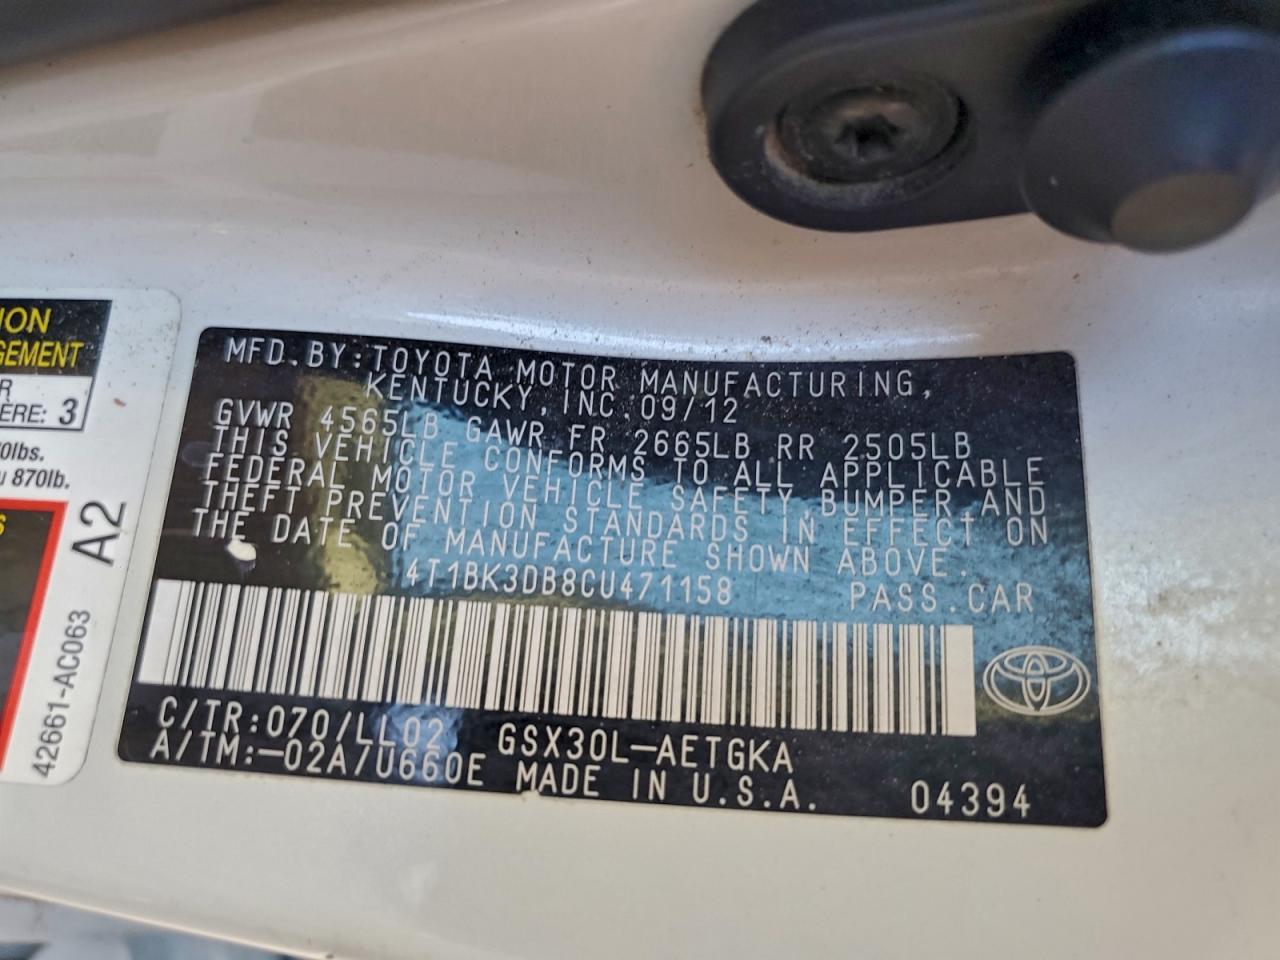 ION
GEMENT
R
ÈRE: 3
0lbs.
u 870lb.
S
A2
42661-AC063
MFD.BY:TOYOTA MOTOR MANUFACTURING,
KENTUCKY, INC. 09/12
GVWR 4565LB GAWR FR 2665LB RR 2505LB
THIS VEHICLE CONFORMS TO ALL APPLICABLE
FEDERAL MOTOR VEHICLE SAFETY,BUMPER AND
THEFT PREVENTION STANDARDS IN EFFECT ON
THE DATE OF MANUFACTURE SHOWN ABOVE.
4T1BK3DB8CU471158 PASS.CAR
C/TR:070/LL02 GSX30L-AETGKA
A/TM:-02A/U660E MADE IN U.S.A. 04394